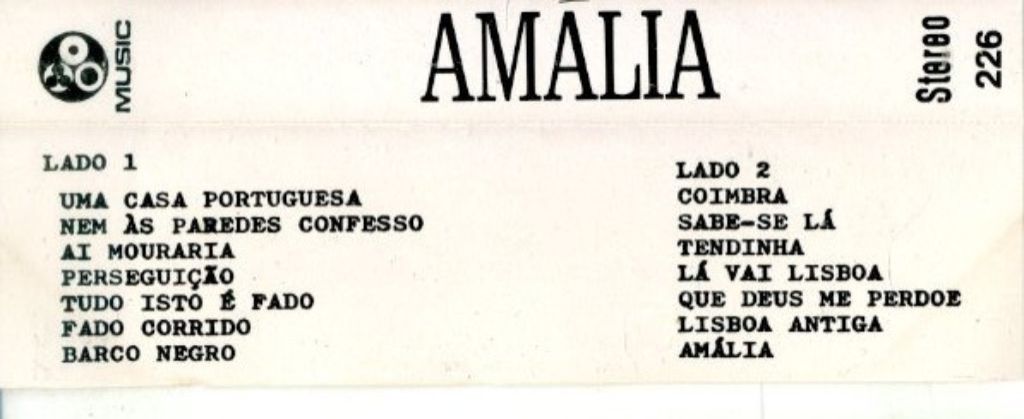 MUSIC
AMALIA
Stereo
226
LADO 1
UMA CASA PORTUGUESA
NEM ÀS PAREDES CONFESSO
AI MOURARIA
PERSEGUIÇÃO
TUDO ISTO É FADO
FADO CORRIDO
BARCO NEGRO
LADO 2
COIMBRA
SABE-SE LÁ
TENDINHA
LÁ VAI LISBOA
QUE DEUS ME PERDOE
LISBOA ANTIGA
AMÁLIA